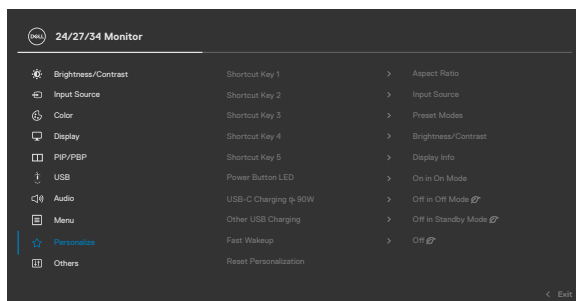 DELL 24/27/34 Monitor
Brightness/Contrast Shortcut Key 1 > Aspect Ratio
Input Source Shortcut Key 2 > Input Source
Color Shortcut Key 3 > Preset Modes
Display Shortcut Key 4 > Brightness/Contrast
PIP/PBP Shortcut Key 5 > Display Info
USB Power Button LED > On in On Mode
Audio USB-C Charging 90W > Off in Off Mode
Menu Other USB Charging > Off in Standby Mode
Personalize Fast Wakeup > Off
Others Reset Personalization
< Exit